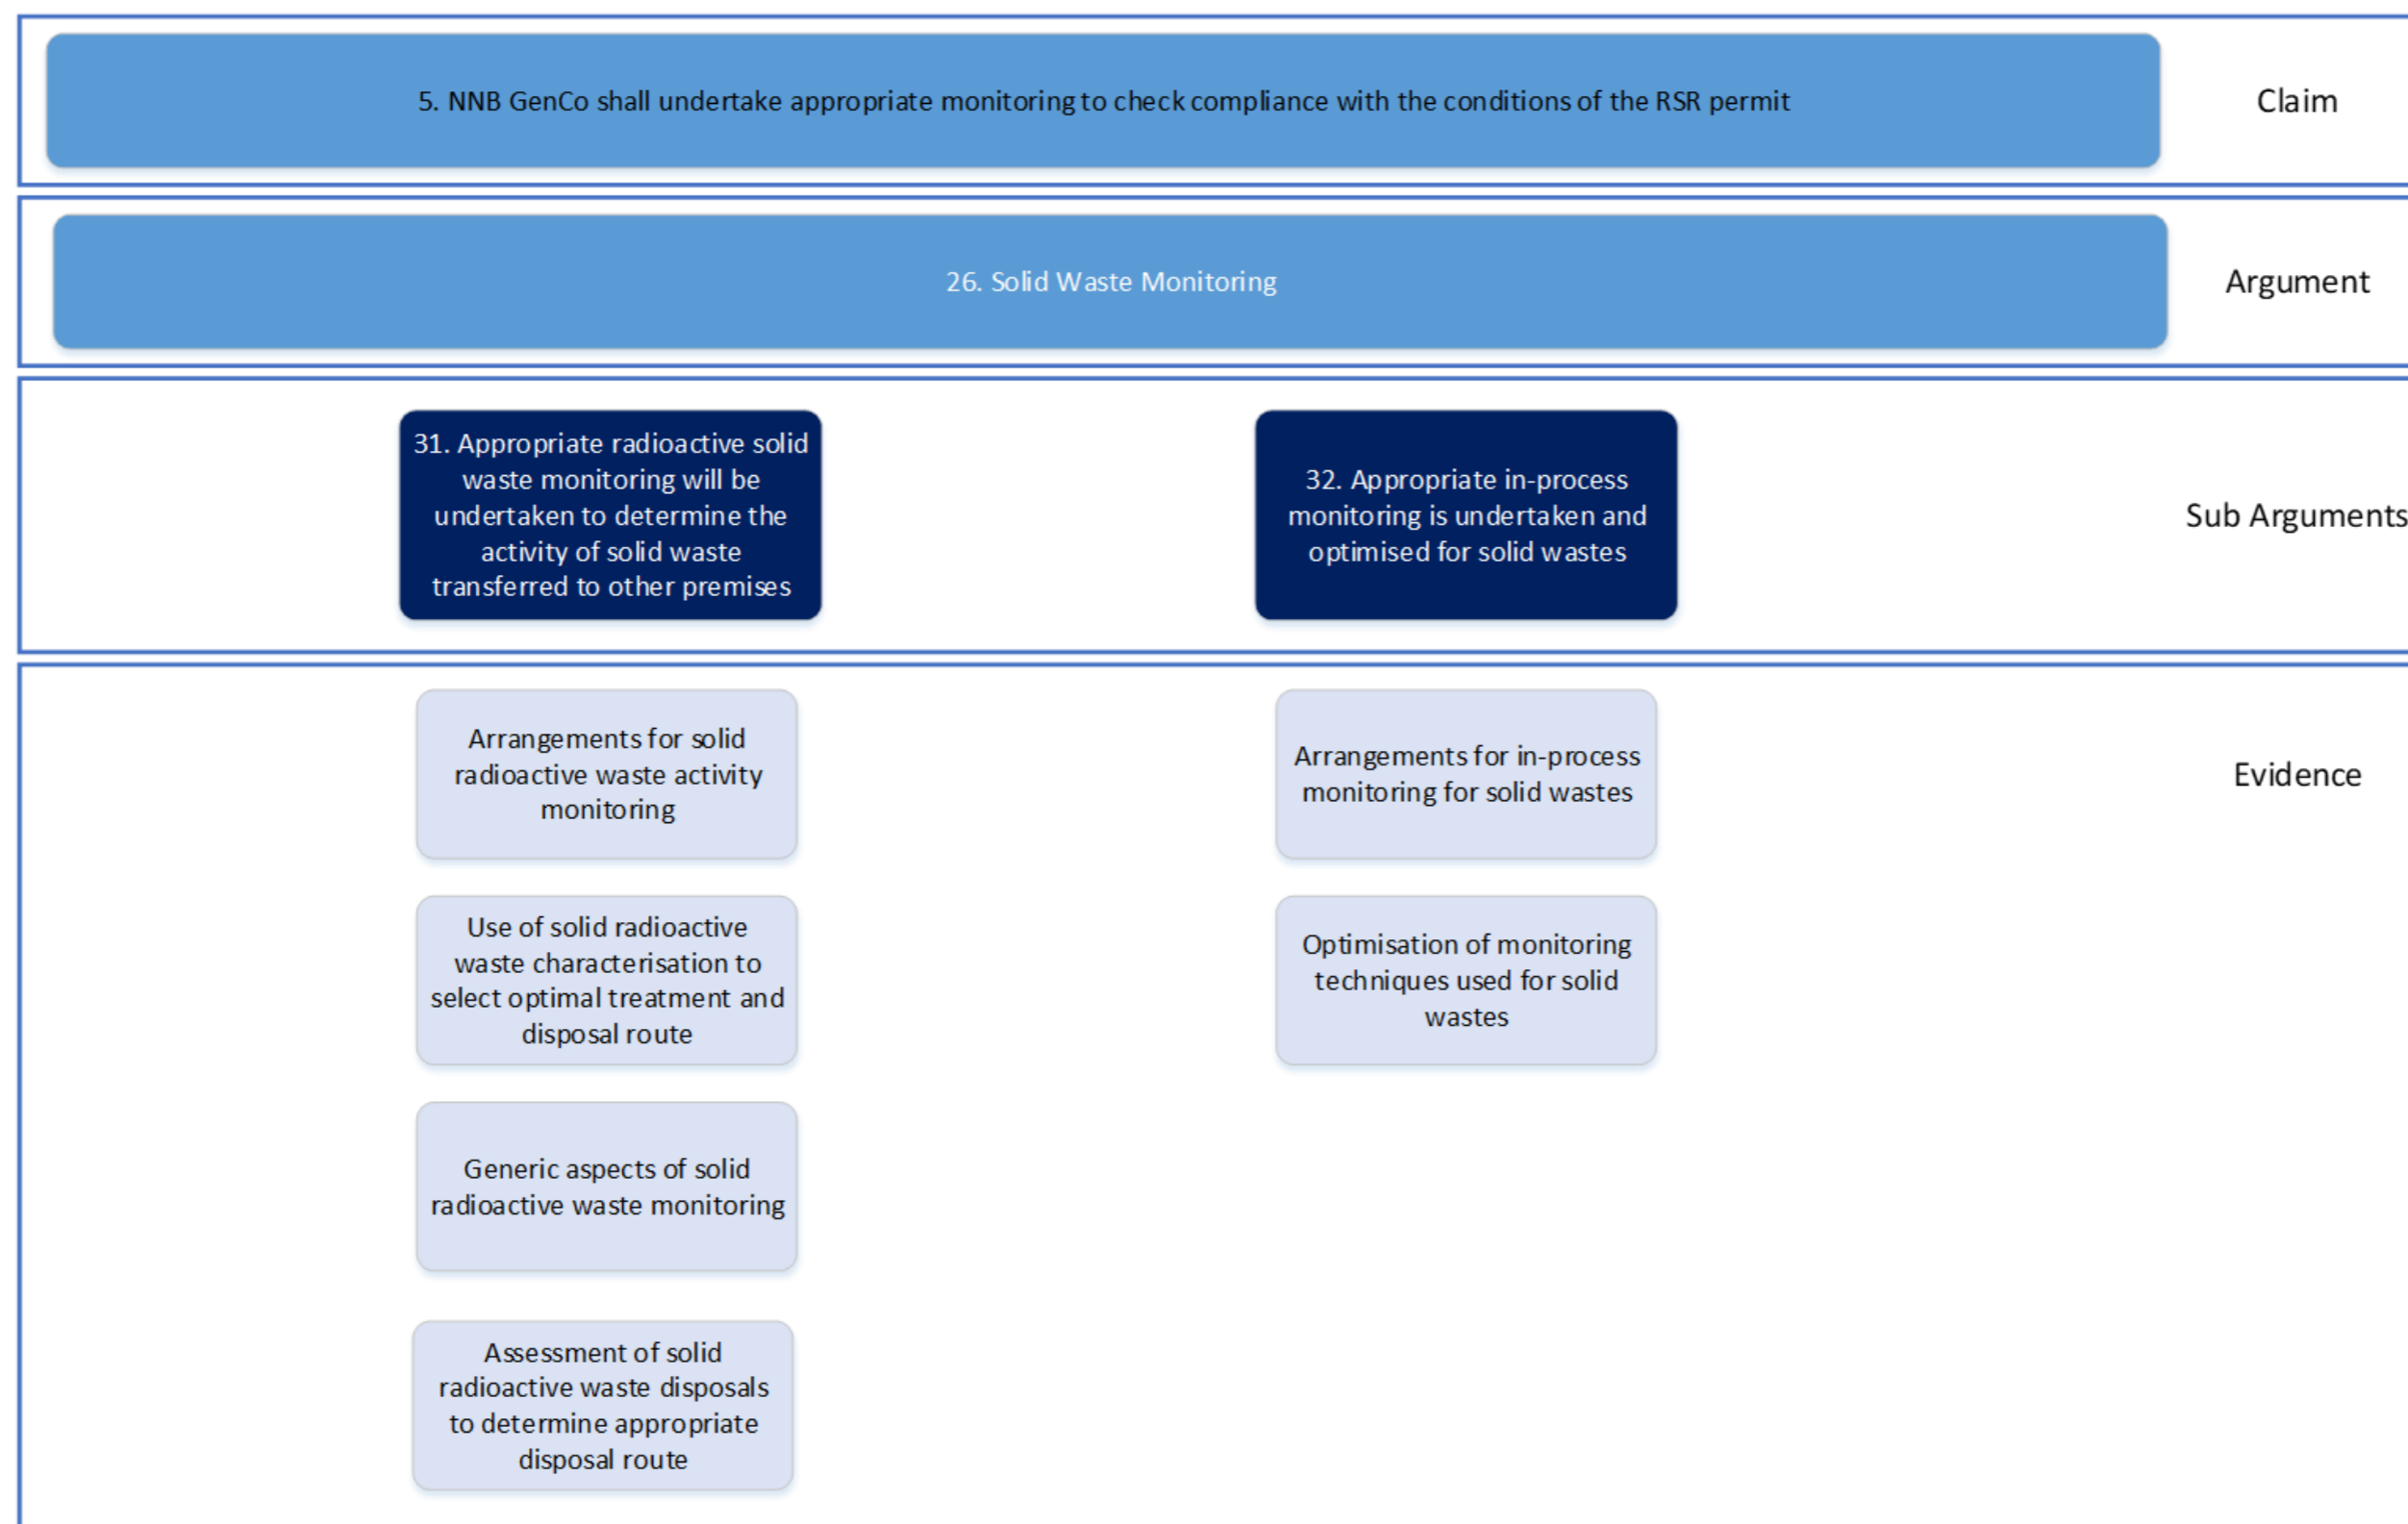 5. NNB GenCo shall undertake appropriate monitoring to check compliance with the conditions of the RSR permit
Claim
26. Solid Waste Monitoring
Argument
31. Appropriate radioactive solid
waste monitoring will be
undertaken to determine the
activity of solid waste
transferred to other premises
32. Appropriate in-process
monitoring is undertaken and
optimised for solid wastes
Sub Arguments
Arrangements for solid
radioactive waste activity
monitoring
Arrangements for in-process
monitoring for solid wastes
Evidence
Use of solid radioactive
waste characterisation to
select optimal treatment and
disposal route
Optimisation of monitoring
techniques used for solid
wastes
Generic aspects of solid
radioactive waste monitoring
Assessment of solid
radioactive waste disposals
to determine appropriate
disposal route